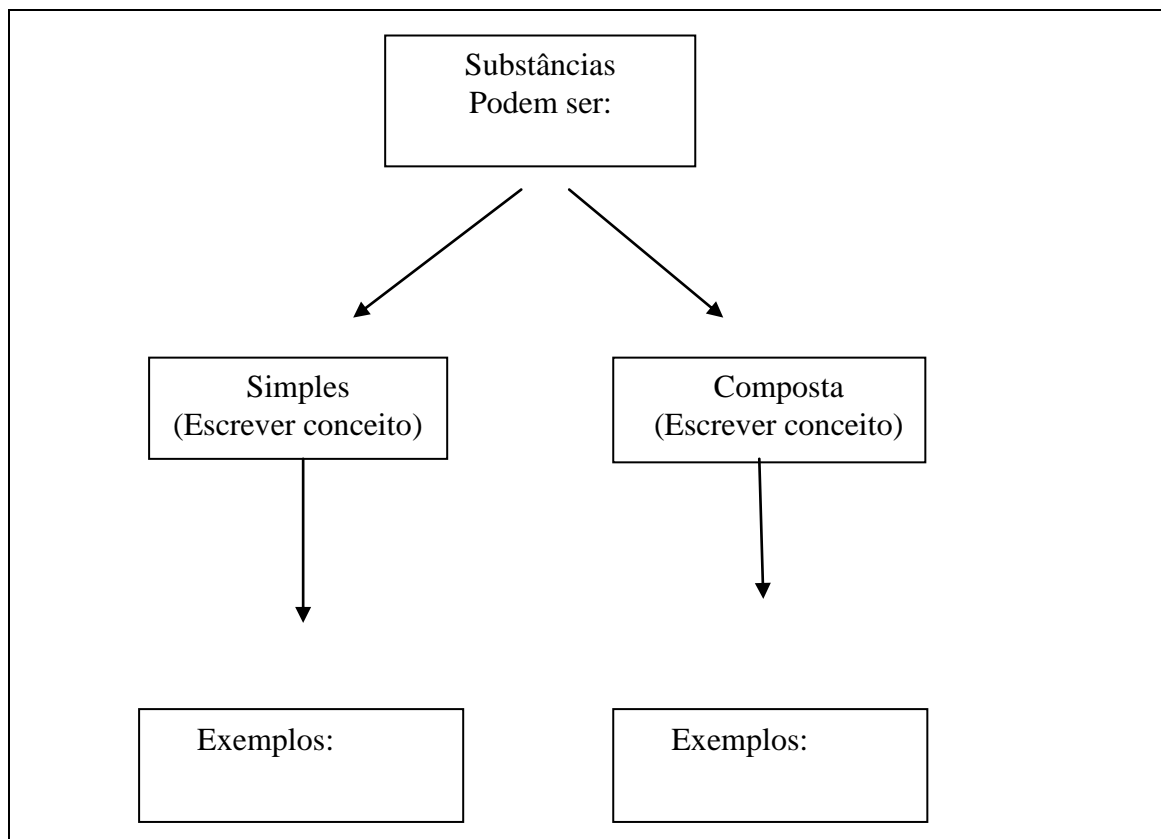 Substâncias
Podem ser:
Simples
(Escrever conceito)
Composta
(Escrever conceito)
Exemplos:
Exemplos: